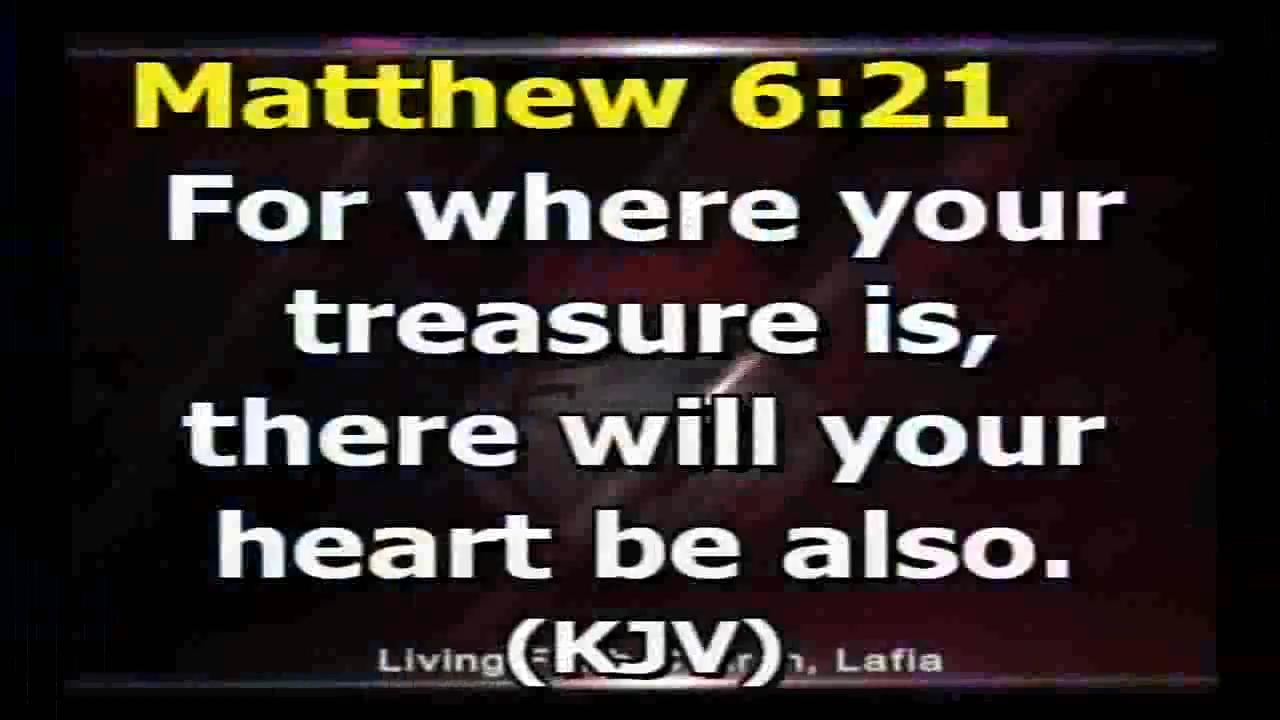 Matthew 6:21
For where your
treasure is,
there will your
heart be also.
(KJV)
Living Lafia